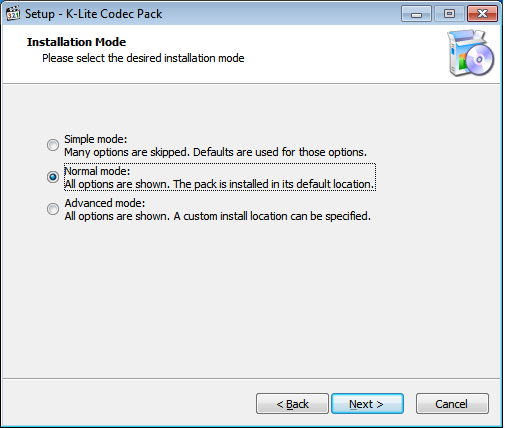 Setup - K-Lite Codec Pack
Installation Mode
Please select the desired installation mode
Simple mode:
Many options are skipped. Defaults are used for those options.
Normal mode:
All options are shown. The pack is installed in its default location.
Advanced mode:
All options are shown. A custom install location can be specified.
< Back
Next >
Cancel